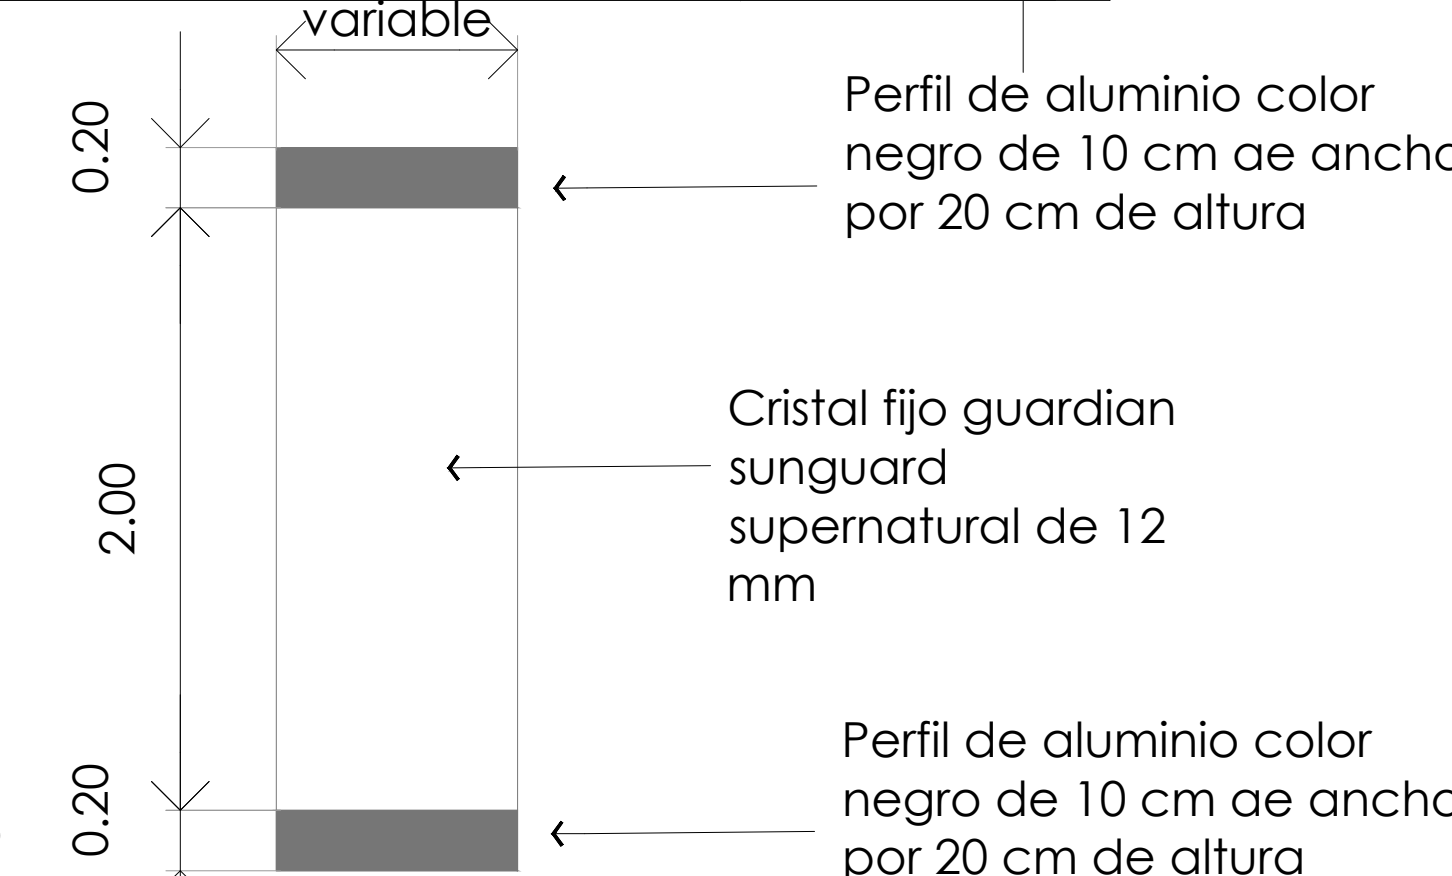 variable
0.20
Perfil de aluminio color
negro de 10 cm ae ancho
por 20 cm de altura
2.00
Cristal fijo guardian
sunguard
supernatural de 12
mm
0.20
Perfil de aluminio color
negro de 10 cm ae ancho
por 20 cm de altura